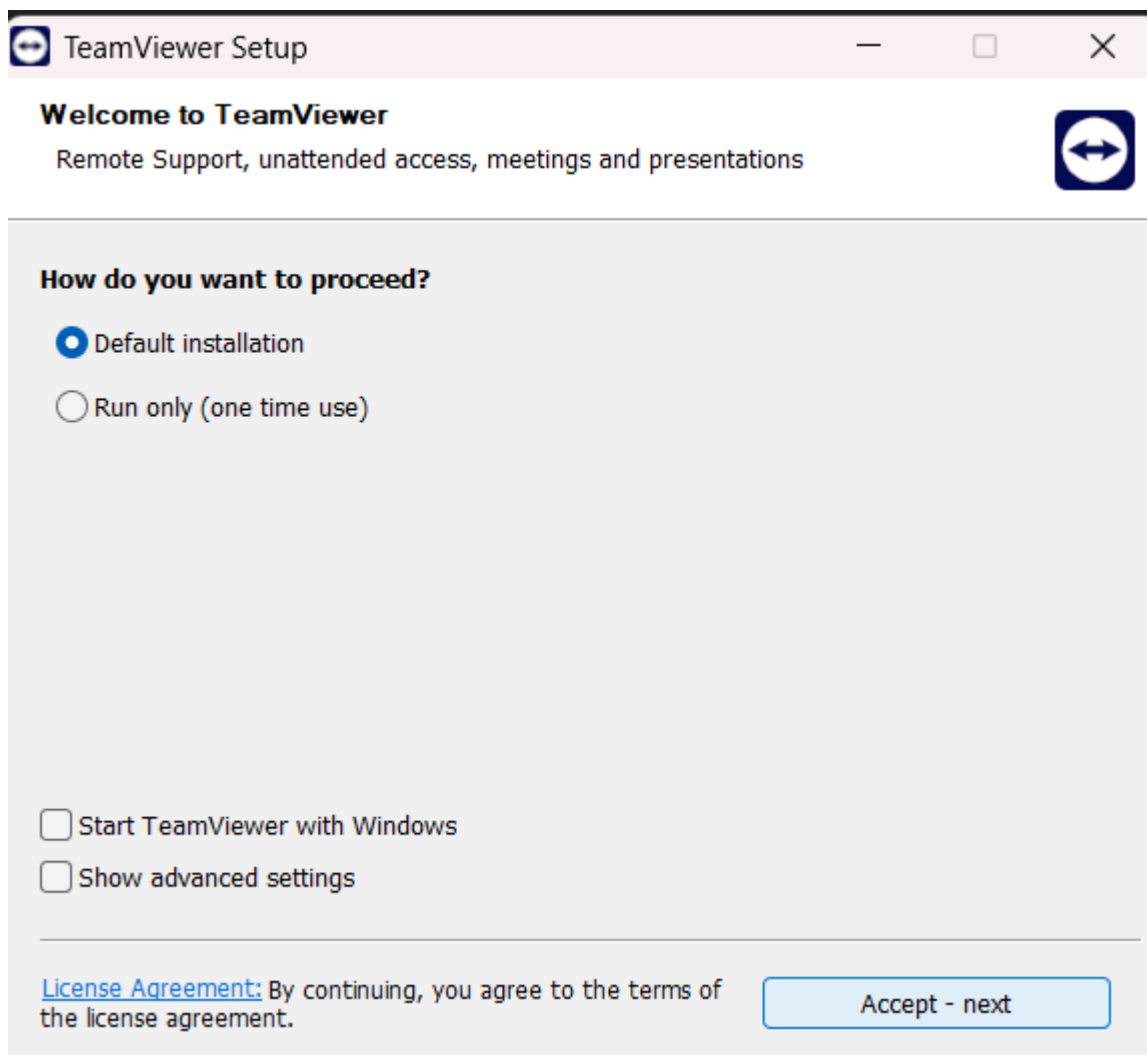 TeamViewer Setup
Welcome to TeamViewer
Remote Support, unattended access, meetings and presentations
How do you want to proceed?
Default installation
Run only (one time use)
Start TeamViewer with Windows
Show advanced settings
License Agreement: By continuing, you agree to the terms of
the license agreement.
Accept - next